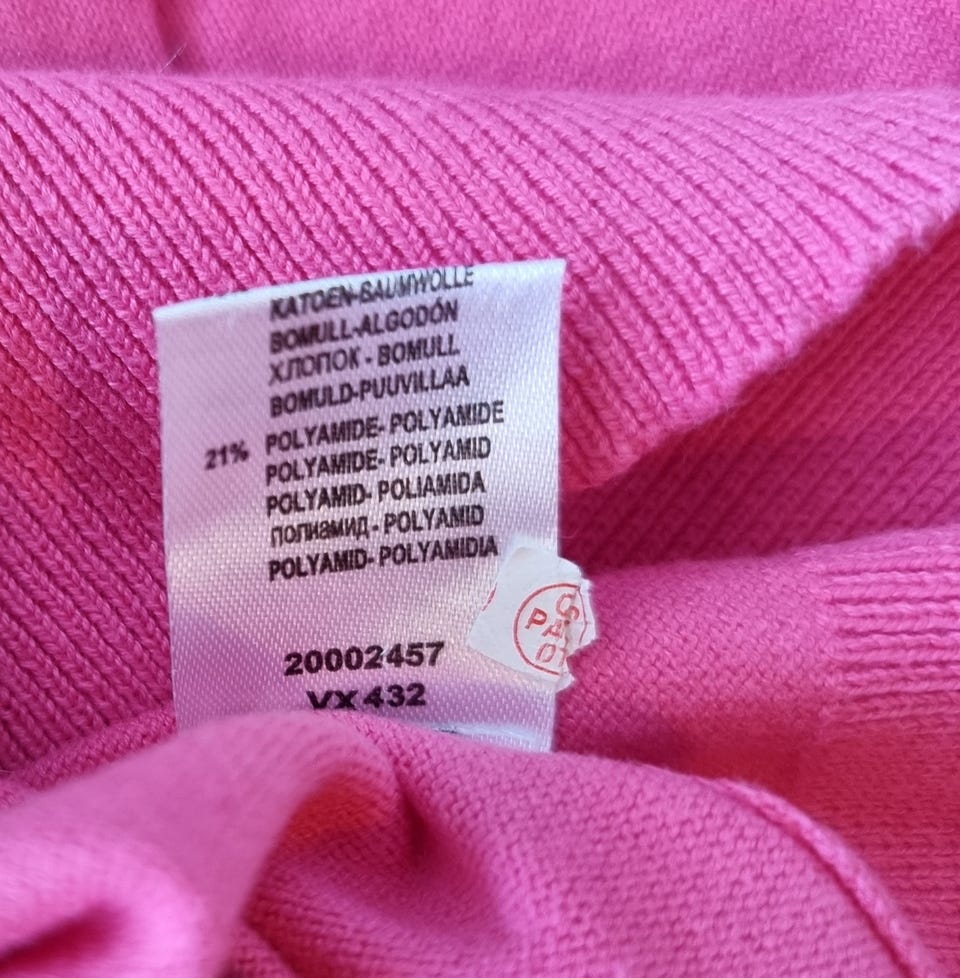 KATOEN-BAUMWOLLE
BOMULL-ALGODÓN
ХЛОПОК - BOMULL
BOMULD-PUUVILLAA
21% POLYAMIDE- POLYAMIDE
POLYAMIDE- POLYAMID
POLYAMID- POLIAMIDA
ПОЛИАМИД - POLYAMID
POLYAMID- POLYAMIDIA
20002457
VX 432